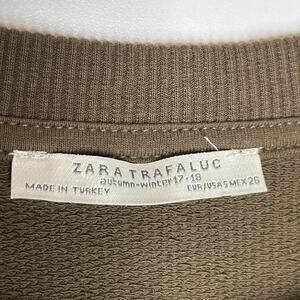 ZARA TRAFALUC
autumn-winter 17-18
MADE IN TURKEY
EUR/USA S MEX 26